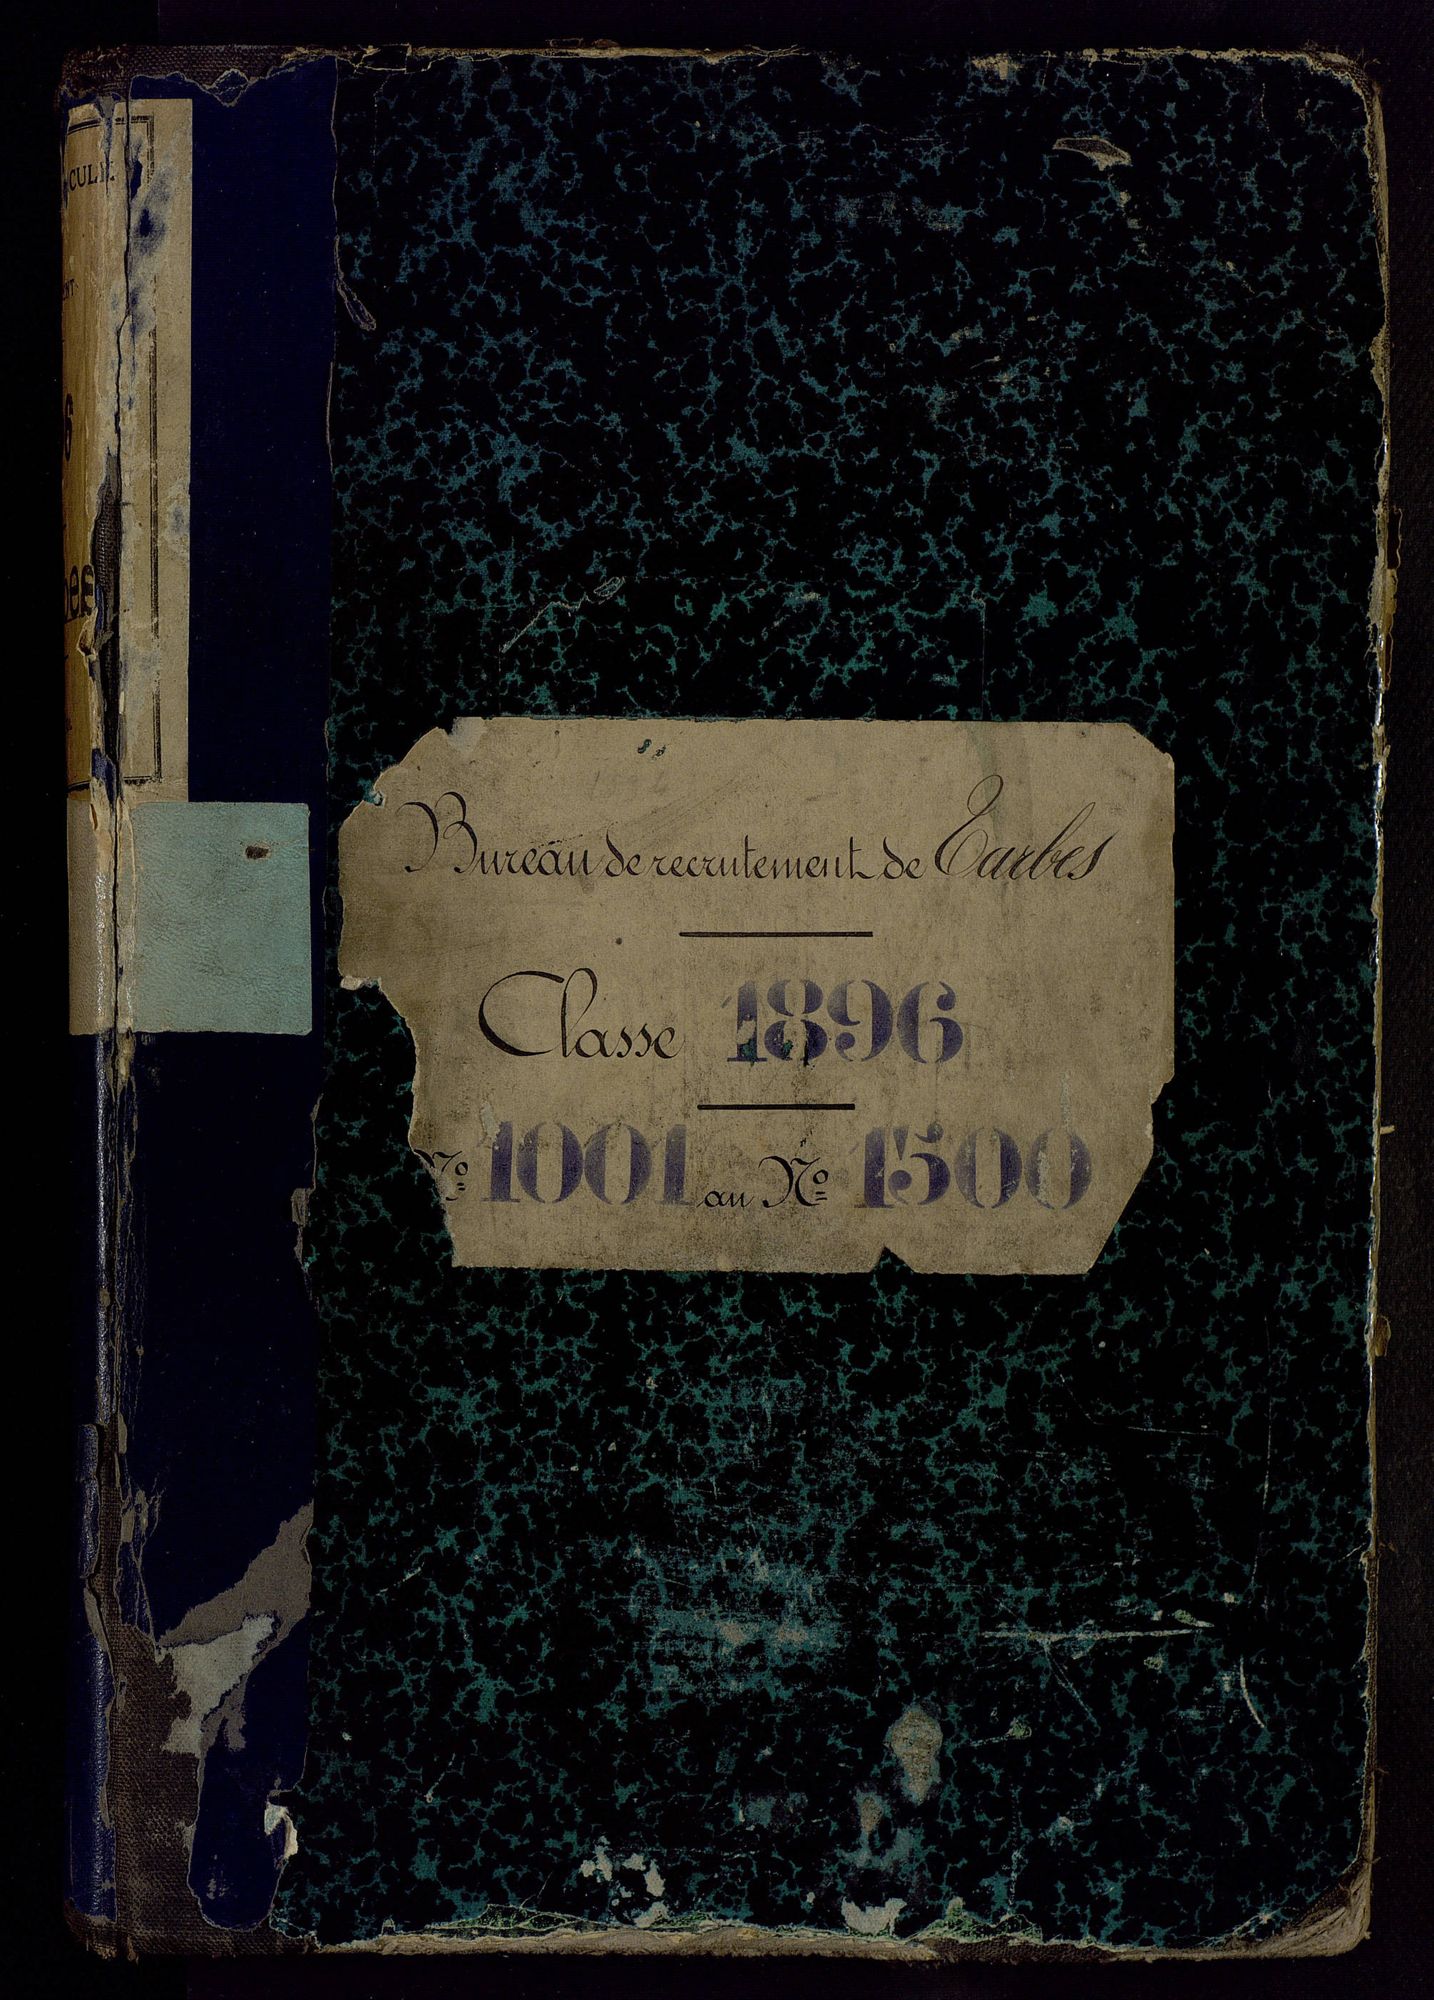 Bureau de recrutement de Tarbes
Classe 1896
Nº 1001 au Nº 1500